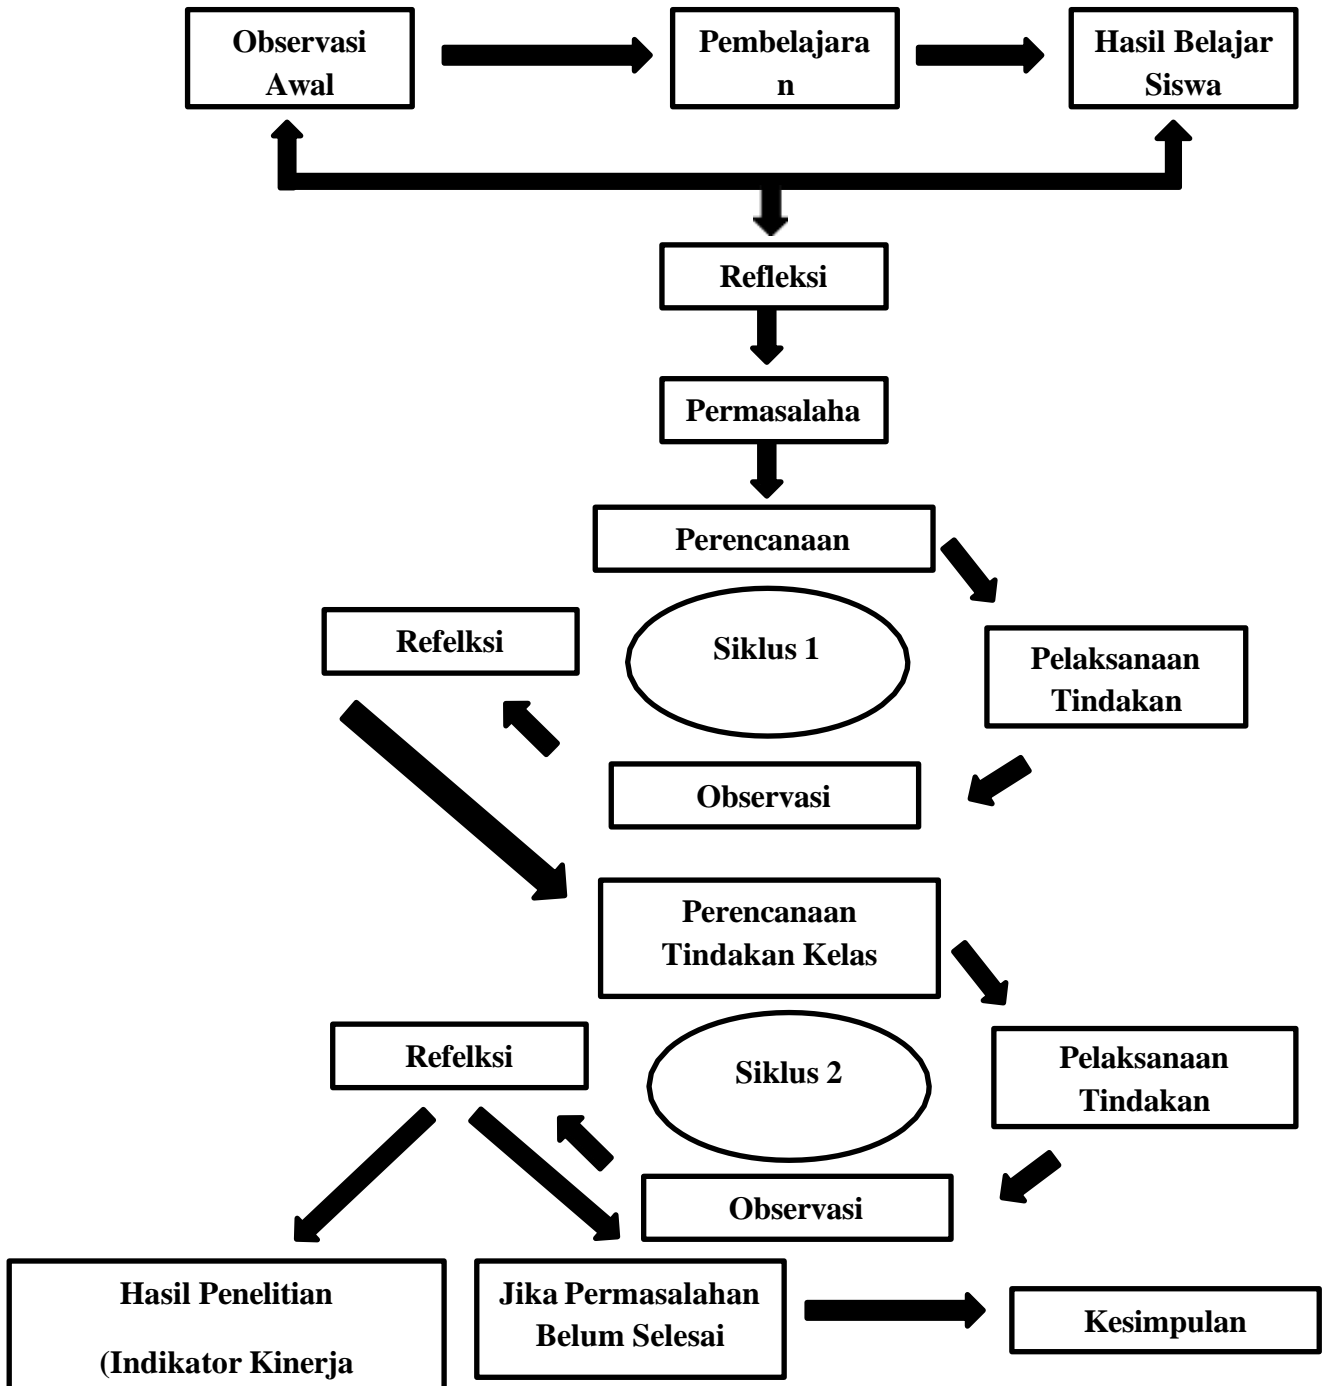 Observasi
Awal
Pembelajara
n
Hasil Belajar
Siswa
Refleksi
Permasalaha
Perencanaan
Refelksi
Siklus 1
Pelaksanaan
Tindakan
Observasi
Perencanaan
Tindakan Kelas
Refelksi
Siklus 2
Pelaksanaan
Tindakan
Observasi
Hasil Penelitian
(Indikator Kinerja
Jika Permasalahan
Belum Selesai
Kesimpulan